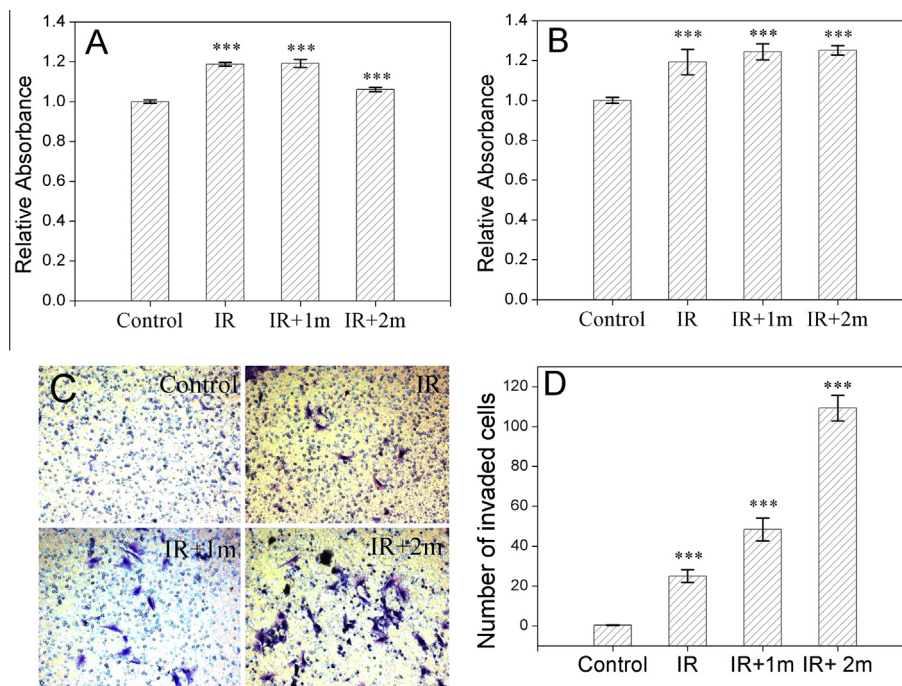 A
Relative Absorbance
1.4
1.2
1.0
0.8
0.6
0.4
0.2
0.0
*** *** ***
Control IR IR+1m IR+2m
B
Relative Absorbance
1.4
1.2
1.0
0.8
0.6
0.4
0.2
0.0
*** *** ***
Control IR IR+1m IR+2m
C
Control
IR
IR+1m
IR+2m
D
Number of invaded cells
120
100
80
60
40
20
0
*** *** ***
Control IR IR+1m IR+ 2m